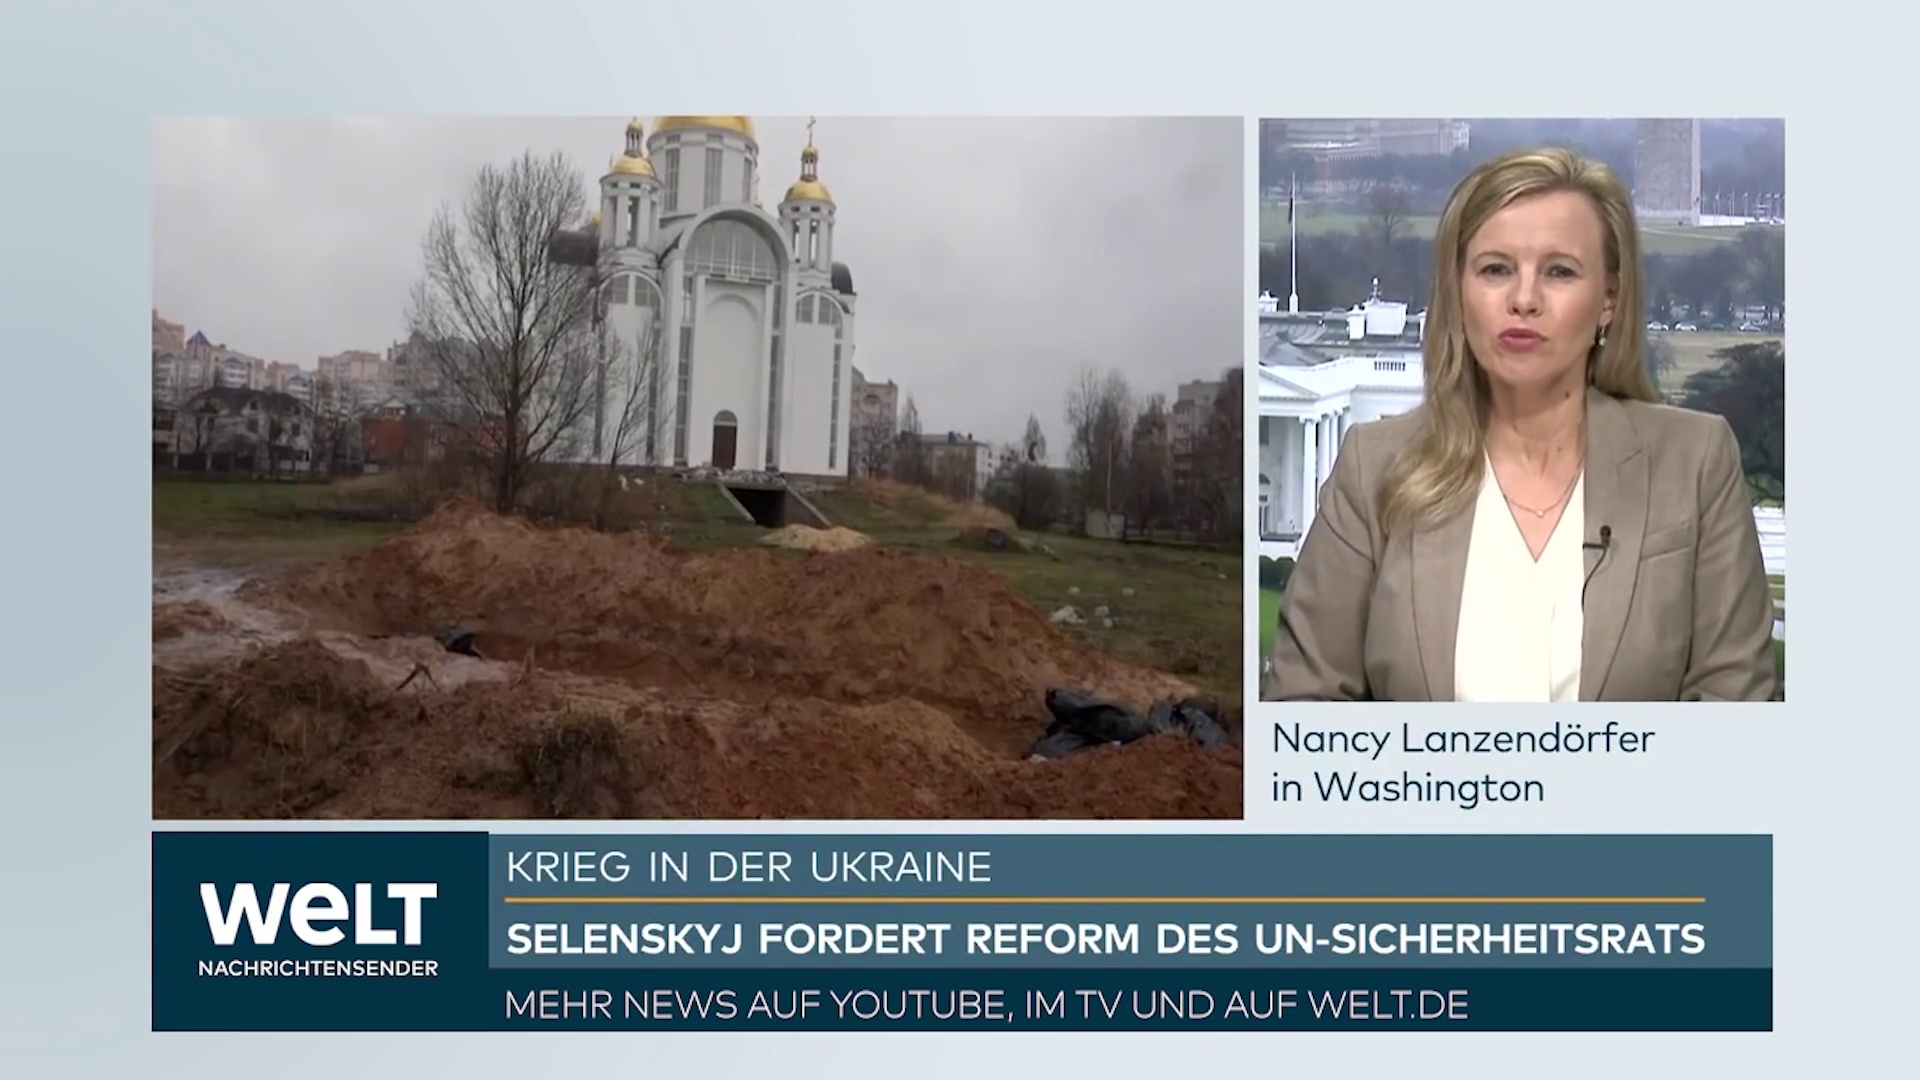 Nancy Lanzendörfer
in Washington
WELT
NACHRICHTENSENDER
KRIEG IN DER UKRAINE
SELENSKYJ FORDERT REFORM DES UN-SICHERHEITSRATS
MEHR NEWS AUF YOUTUBE, IM TV UND AUF WELT.DE